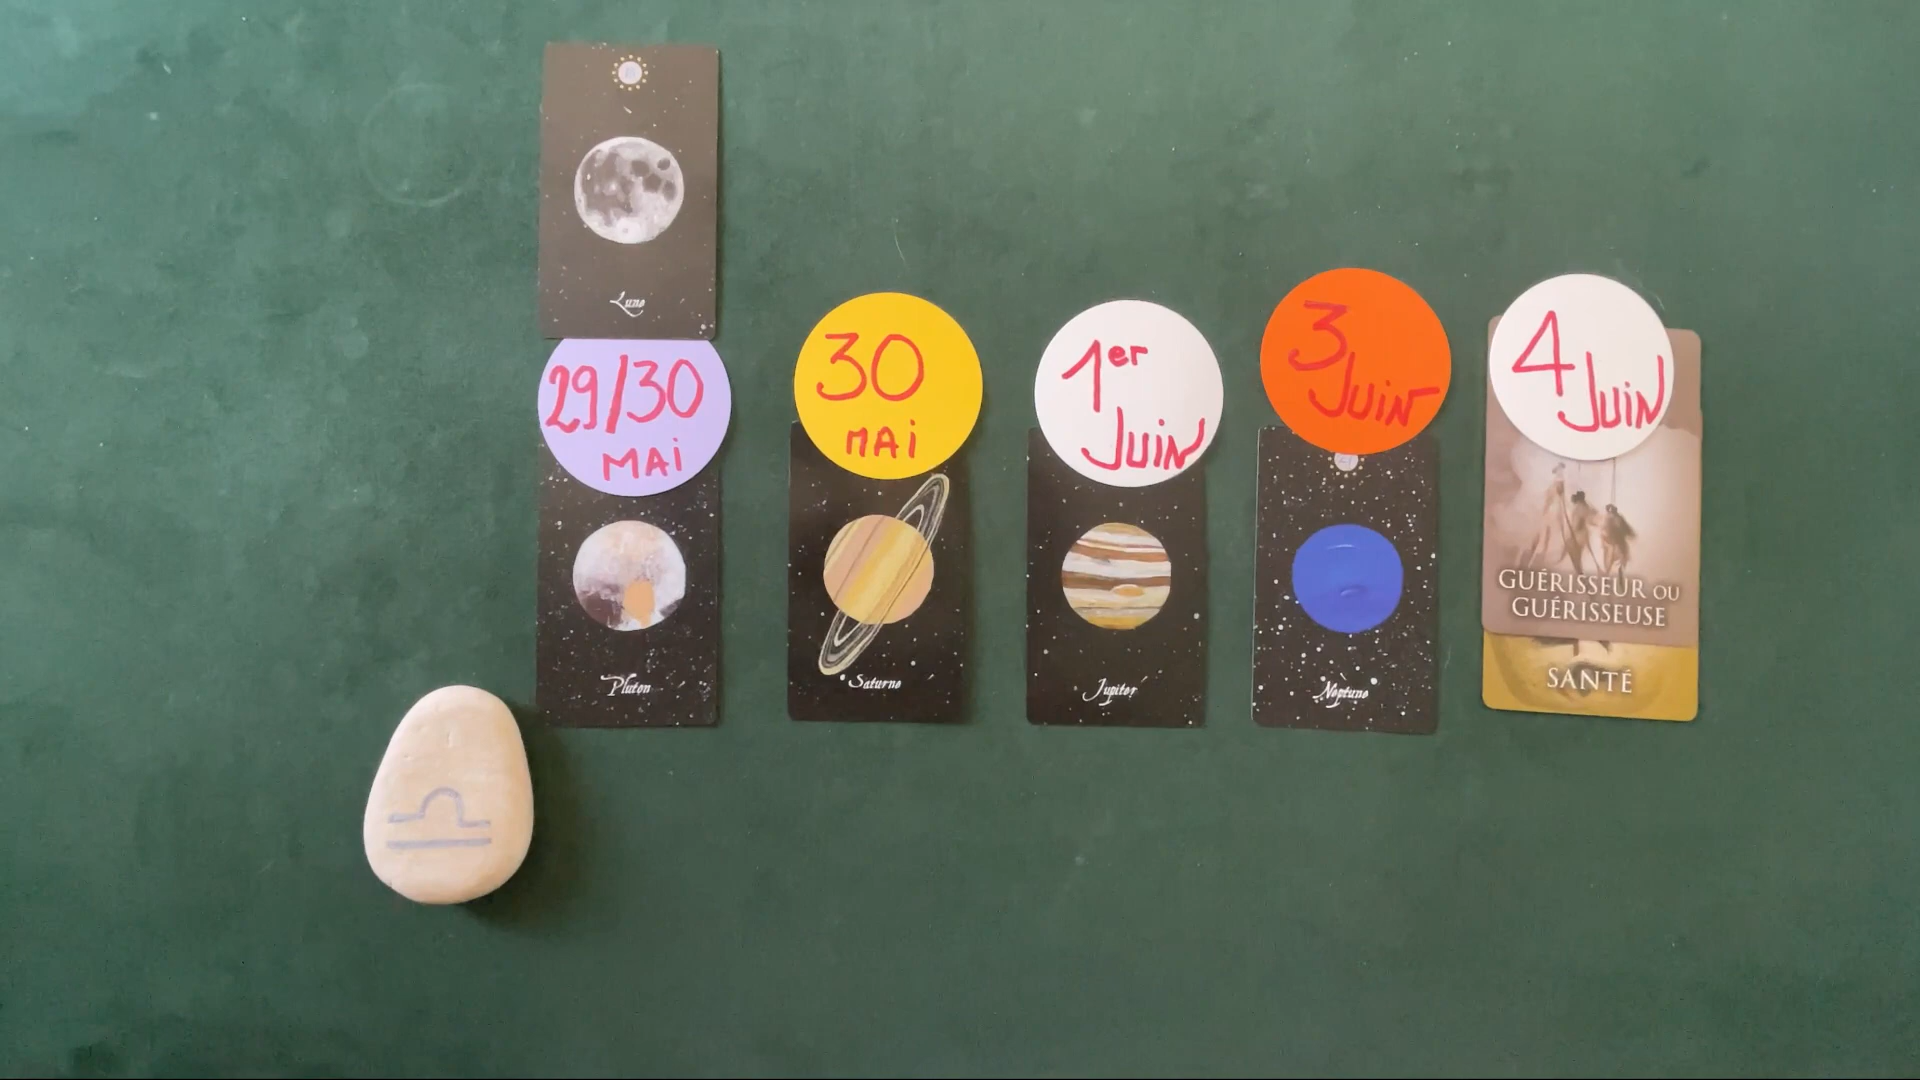 Lune
29/30
MAi
Pluton
30
MAi
Saturne
1er
JUiN
Jupiter
3
JUiN
Neptune
4
JUiN
GUÉRISSEUR OU
GUÉRISSEUSE
SANTÉ